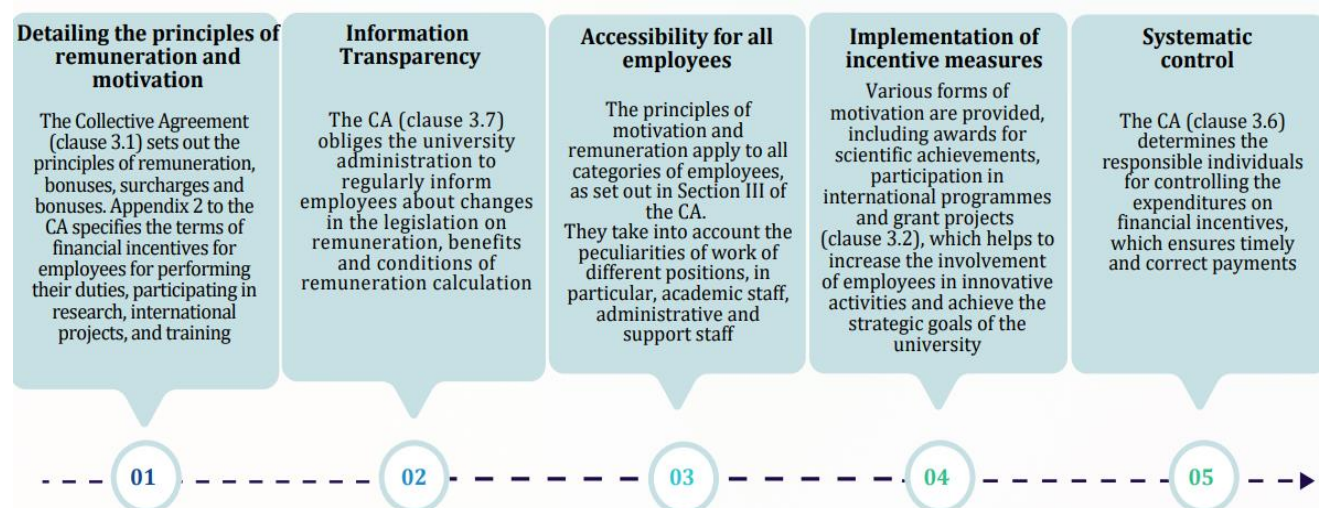 Detailing the principles of
remuneration and
motivation
The Collective Agreement
(clause 3.1) sets out the
principles of remuneration,
bonuses, surcharges and
bonuses. Appendix 2 to the
CA specifies the terms of
financial incentives for
employees for performing
their duties, participating in
research, international
projects, and training
01
Information
Transparency
The CA (clause 3.7)
obliges the university
administration to
regularly inform
employees about changes
in the legislation on
remuneration, benefits
and conditions of
remuneration calculation
02
Accessibility for all
employees
The principles of
motivation and
remuneration apply to all
categories of employees,
as set out in Section III of
the CA.
They take into account the
peculiarities of work of
different positions, in
particular, academic staff,
administrative and
support staff
03
Implementation of
incentive measures
Various forms of
motivation are provided,
including awards for
scientific achievements,
participation in
international programmes
and grant projects
(clause 3.2), which helps to
increase the involvement
of employees in innovative
activities and achieve the
strategic goals of the
university
04
Systematic
control
The CA (clause 3.6)
determines the
responsible individuals
for controlling the
expenditures on
financial incentives,
which ensures timely
and correct payments
05